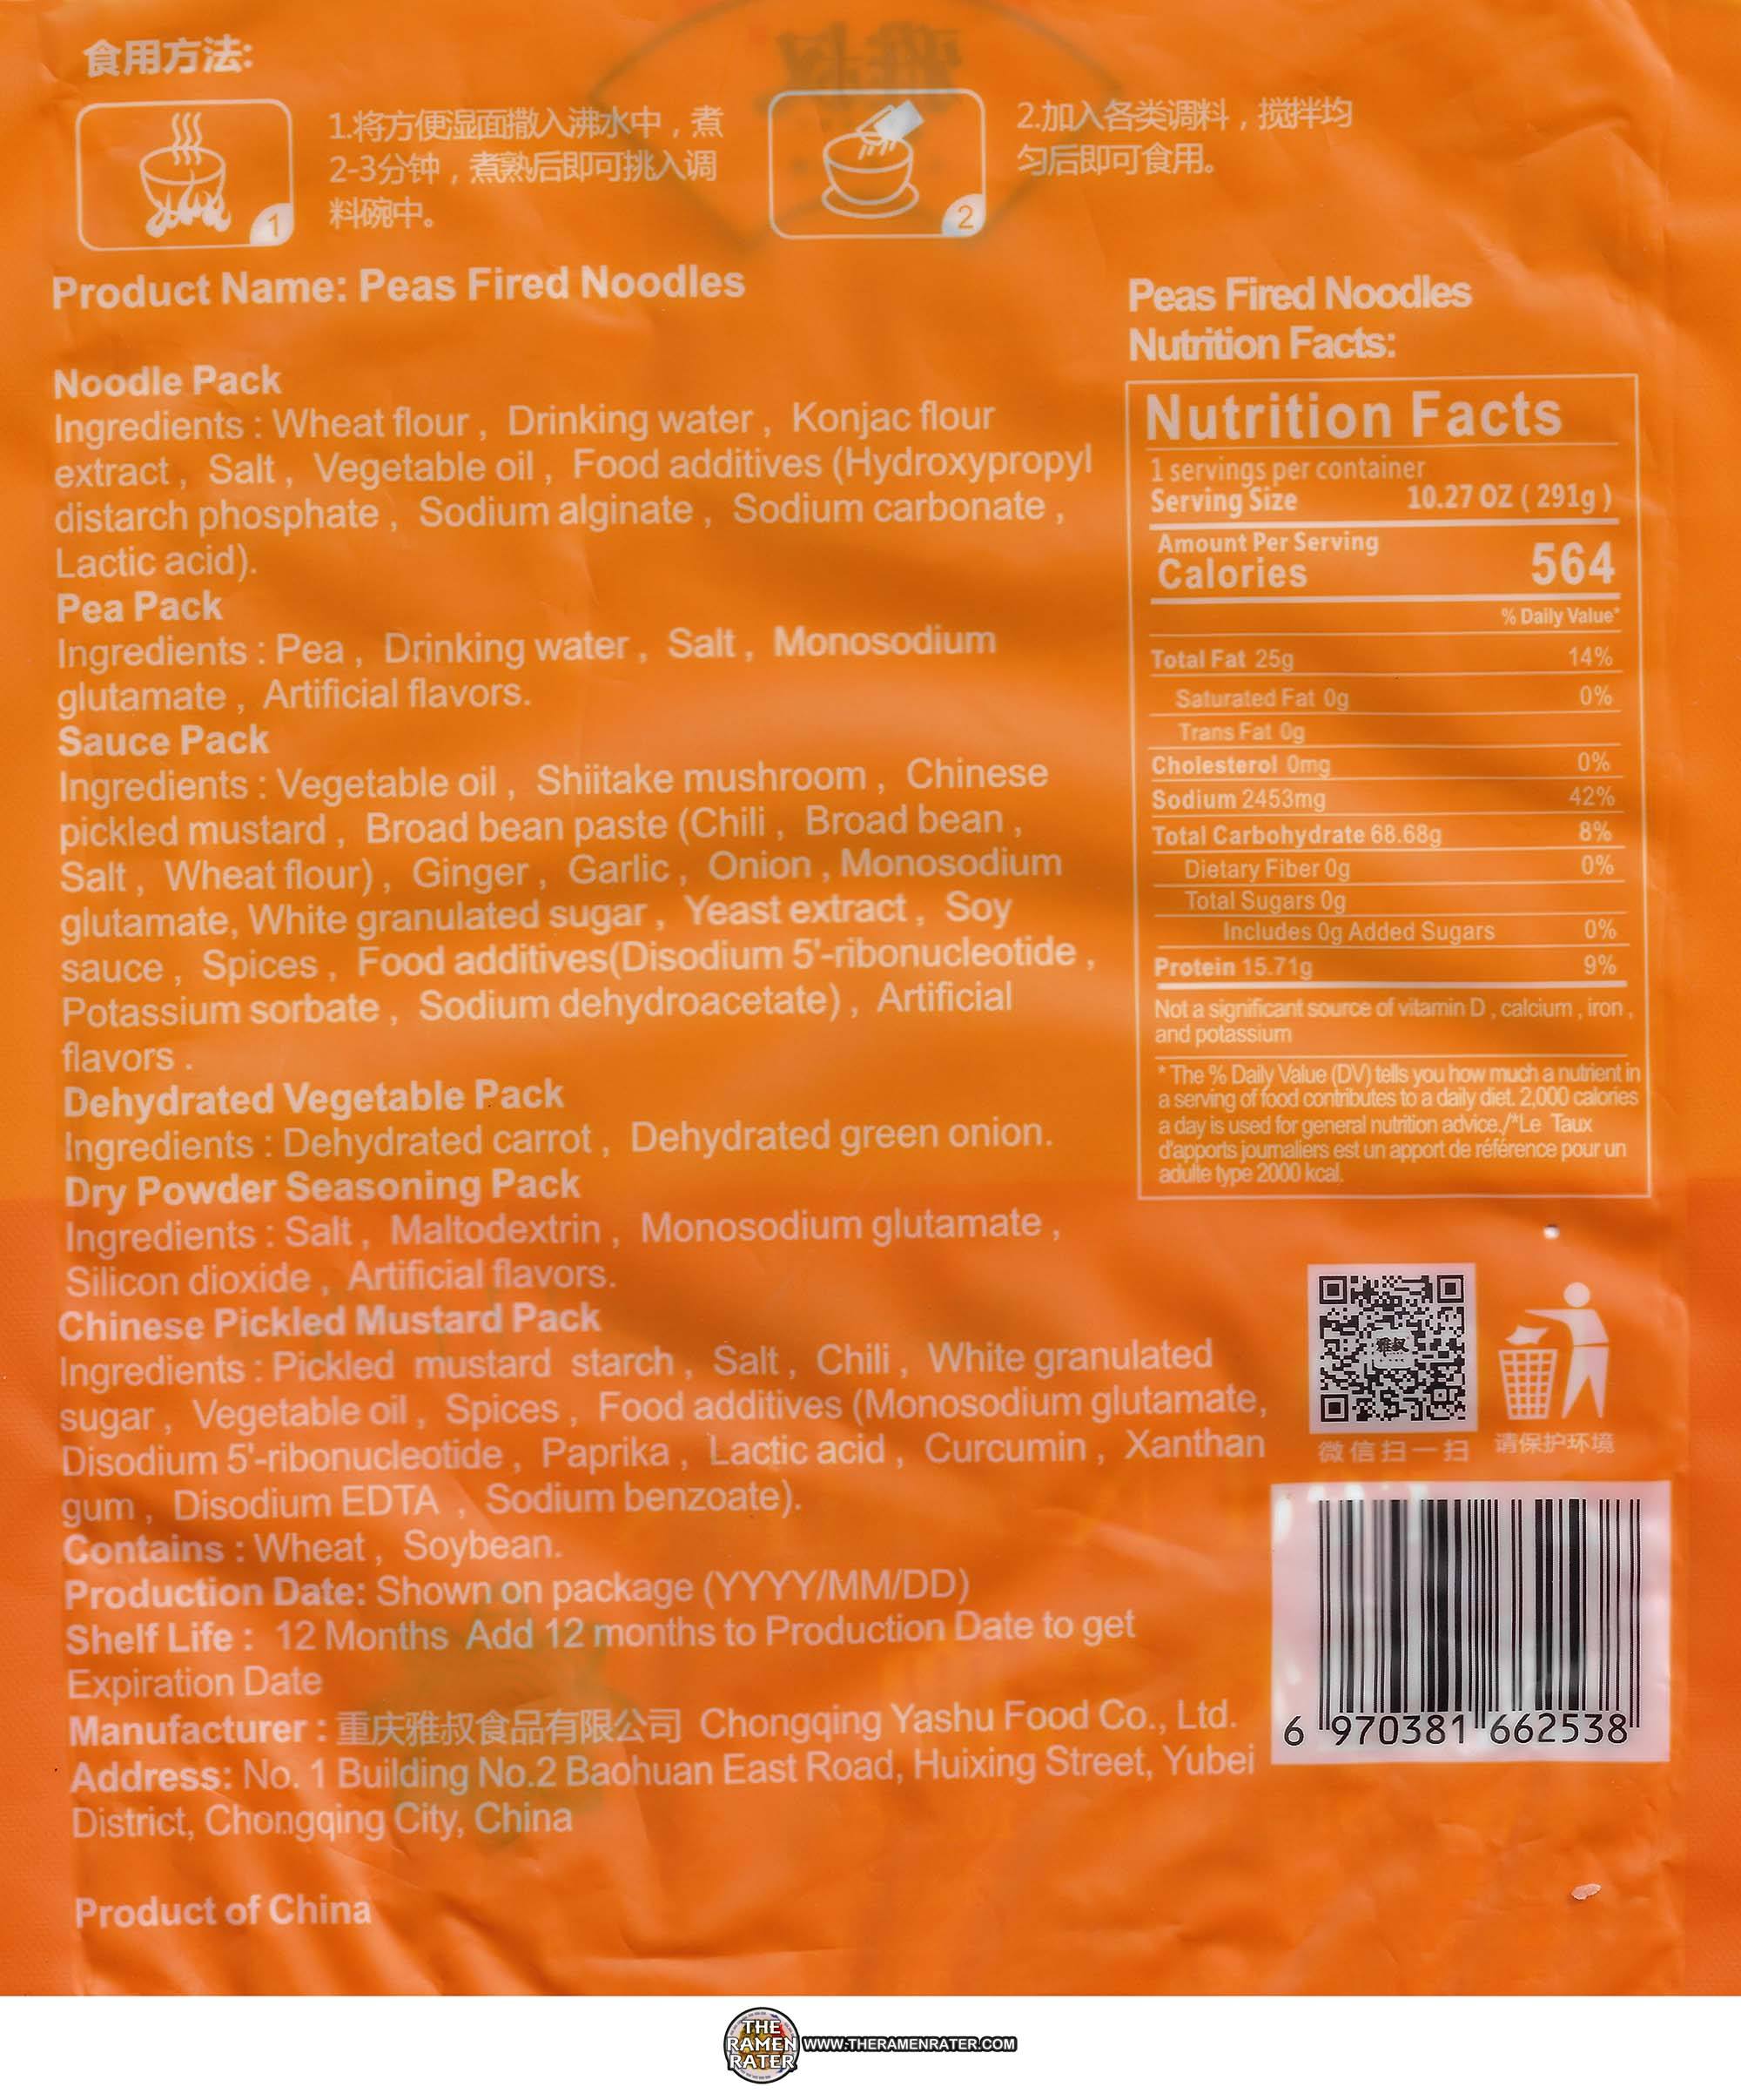 食用方法:
1.将方便湿面撒入沸水中，煮
2-3分钟，煮熟后即可挑入调
料碗中。
1
2.加入各类调料，搅拌均
匀后即可食用。
2
Product Name: Peas Fired Noodles
Noodle Pack
Ingredients : Wheat flour , Drinking water , Konjac flour
extract , Salt , Vegetable oil , Food additives (Hydroxypropyl
distarch phosphate , Sodium alginate , Sodium carbonate ,
Lactic acid).
Pea Pack
Ingredients : Pea , Drinking water , Salt , Monosodium
glutamate , Artificial flavors.
Sauce Pack
Ingredients : Vegetable oil , Shiitake mushroom , Chinese
pickled mustard , Broad bean paste (Chili , Broad bean ,
Salt , Wheat flour) , Ginger , Garlic , Onion , Monosodium
glutamate, White granulated sugar , Yeast extract , Soy
sauce , Spices , Food additives(Disodium 5'-ribonucleotide ,
Potassium sorbate , Sodium dehydroacetate) , Artificial
flavors .
Dehydrated Vegetable Pack
Ingredients : Dehydrated carrot , Dehydrated green onion.
Dry Powder Seasoning Pack
Ingredients : Salt , Maltodextrin , Monosodium glutamate ,
Silicon dioxide , Artificial flavors.
Chinese Pickled Mustard Pack
Ingredients : Pickled mustard starch , Salt , Chili , White granulated
sugar , Vegetable oil , Spices , Food additives (Monosodium glutamate,
Disodium 5'-ribonucleotide , Paprika , Lactic acid , Curcumin , Xanthan
gum , Disodium EDTA , Sodium benzoate).
Contains : Wheat , Soybean.
Production Date: Shown on package (YYYY/MM/DD)
Shelf Life : 12 Months Add 12 months to Production Date to get
Expiration Date
Manufacturer : 重庆雅叔食品有限公司 Chongqing Yashu Food Co., Ltd.
Address: No. 1 Building No.2 Baohuan East Road, Huixing Street, Yubei
District, Chongqing City, China
Product of China
Peas Fired Noodles
Nutrition Facts:
Nutrition Facts
1 servings per container
Serving Size 10.27 OZ ( 291g )
Amount Per Serving
Calories 564
% Daily Value*
Total Fat 25g 14%
Saturated Fat 0g 0%
Trans Fat 0g
Cholesterol 0mg 0%
Sodium 2453mg 42%
Total Carbohydrate 68.68g 8%
Dietary Fiber 0g 0%
Total Sugars 0g
Includes 0g Added Sugars 0%
Protein 15.71g 9%
Not a significant source of vitamin D , calcium , iron ,
and potassium
* The % Daily Value (DV) tells you how much a nutrient in
a serving of food contributes to a daily diet. 2,000 calories
a day is used for general nutrition advice./*Le Taux
d'apports journaliers est un apport de référence pour un
adulte type 2000 kcal.
雅叔
微信扫一扫
请保护环境
6 970381 662538
THE
RAMEN
RATER
WWW.THERAMENRATER.COM